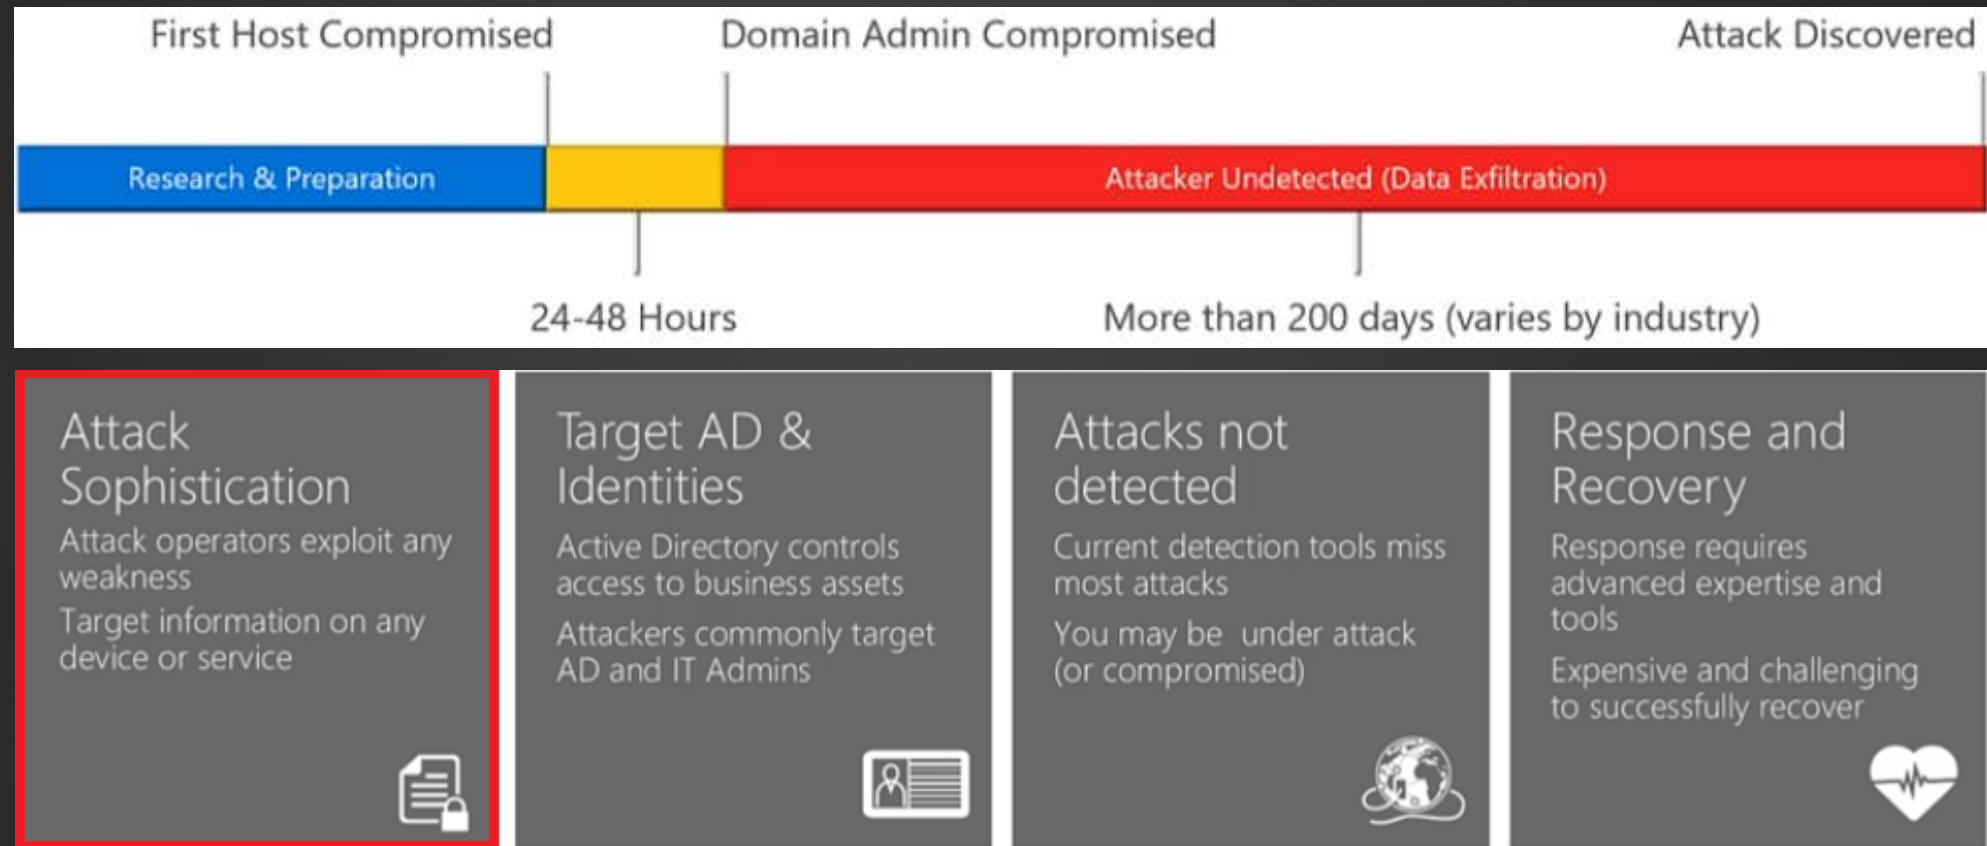 First Host Compromised
Domain Admin Compromised
Attack Discovered
Research & Preparation
Attacker Undetected (Data Exfiltration)
24-48 Hours
More than 200 days (varies by industry)
Attack
Sophistication
Attack operators exploit any
weakness
Target information on any
device or service
Target AD &
Identities
Active Directory controls
access to business assets
Attackers commonly target
AD and IT Admins
Attacks not
detected
Current detection tools miss
most attacks
You may be under attack
(or compromised)
Response and
Recovery
Response requires
advanced expertise and
tools
Expensive and challenging
to successfully recover